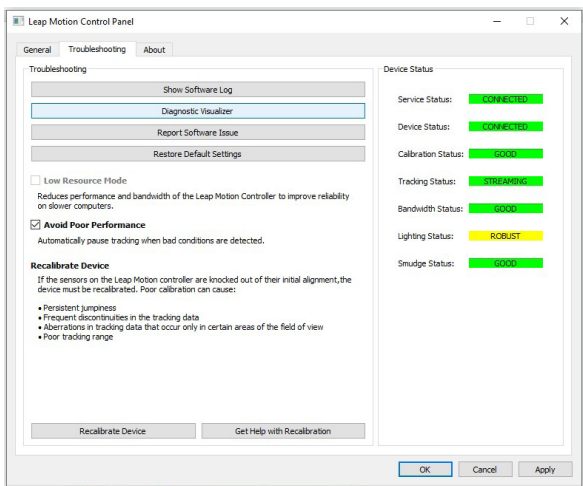 Leap Motion Control Panel
General Troubleshooting About
Troubleshooting
Show Software Log
Diagnostic Visualizer
Report Software Issue
Restore Default Settings
Low Resource Mode
Reduces performance and bandwidth of the Leap Motion Controller to improve reliability
on slower computers.
Avoid Poor Performance
Automatically pause tracking when bad conditions are detected.
Recalibrate Device
If the sensors on the Leap Motion controller are knocked out of their initial alignment,the
device must be recalibrated. Poor calibration can cause:
• Persistent jumpiness
• Frequent discontinuities in the tracking data
• Aberrations in tracking data that occur only in certain areas of the field of view
• Poor tracking range
Recalibrate Device Get Help with Recalibration
Device Status
Service Status: CONNECTED
Device Status: CONNECTED
Calibration Status: GOOD
Tracking Status: STREAMING
Bandwidth Status: GOOD
Lighting Status: ROBUST
Smudge Status: GOOD
OK Cancel Apply